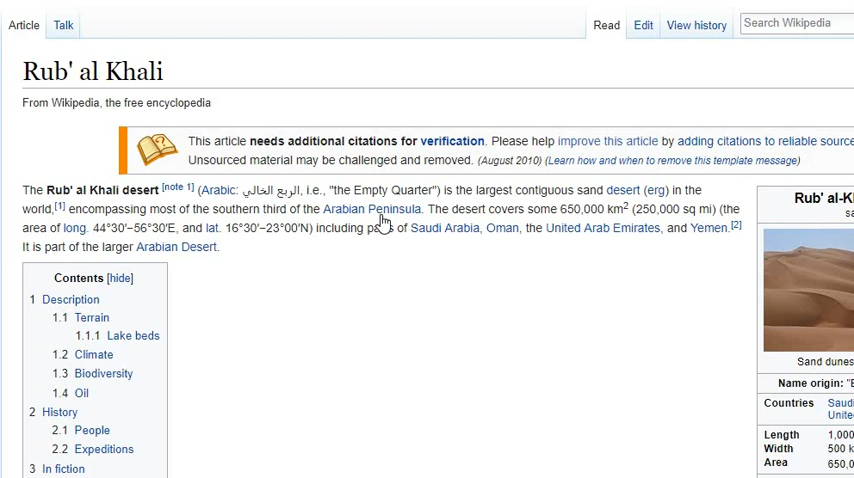 Article Talk Read Edit View history Search Wikipedia
Rub' al Khali
From Wikipedia, the free encyclopedia
This article needs additional citations for verification. Please help improve this article by adding citations to reliable source
Unsourced material may be challenged and removed. (August 2010) (Learn how and when to remove this template message)
The Rub' al Khali desert [note 1] (Arabic: الربع الخالي, i.e., "the Empty Quarter") is the largest contiguous sand desert (erg) in the
world,[1] encompassing most of the southern third of the Arabian Peninsula. The desert covers some 650,000 km2 (250,000 sq mi) (the
area of long. 44°30′–56°30′E, and lat. 16°30′–23°00′N) including of Saudi Arabia, Oman, the United Arab Emirates, and Yemen.[2]
It is part of the larger Arabian Desert.
Contents [hide]
1 Description
1.1 Terrain
1.1.1 Lake beds
1.2 Climate
1.3 Biodiversity
1.4 Oil
2 History
2.1 People
2.2 Expeditions
3 In fiction
Rub' al-K
sa
Sand dunes
Name origin: "E
Countries Saudi
Unite
Length 1,000
Width 500 k
Area 650,0